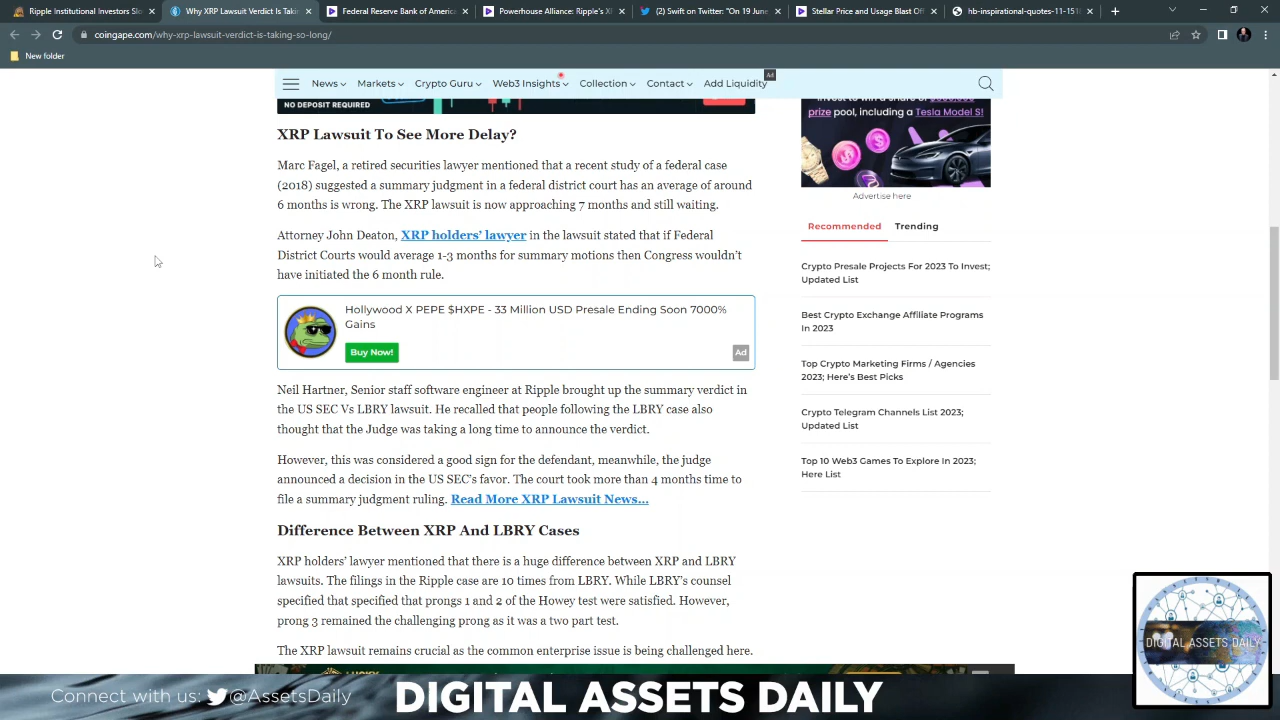 Ripple Institutional Investors Slo
Why XRP Lawsuit Verdict Is Takin
Federal Reserve Bank of America
Powerhouse Alliance: Ripple's XF
Swift on Twitter: "On 19 June
Stellar Price and Usage Blast Off
hb-inspirational-quotes-11-151
coingape.com/why-xrp-lawsuit-verdict-is-taking-so-long/
New folder
News
Markets
Crypto Guru
Web3 Insights
Collection
Contact
Add Liquidity
Ad
NO DEPOSIT REQUIRED
XRP Lawsuit To See More Delay?
Marc Fagel, a retired securities lawyer mentioned that a recent study of a federal case
(2018) suggested a summary judgment in a federal district court has an average of around
6 months is wrong. The XRP lawsuit is now approaching 7 months and still waiting.
Attorney John Deaton, XRP holders' lawyer in the lawsuit stated that if Federal
District Courts would average 1-3 months for summary motions then Congress wouldn't
have initiated the 6 month rule.
Hollywood X PEPE $HXPE - 33 Million USD Presale Ending Soon 7000%
Gains
Buy Now!
Ad
Neil Hartner, Senior staff software engineer at Ripple brought up the summary verdict in
the US SEC Vs LBRY lawsuit. He recalled that people following the LBRY case also
thought that the Judge was taking a long time to announce the verdict.
However, this was considered a good sign for the defendant, meanwhile, the judge
announced a decision in the US SEC's favor. The court took more than 4 months time to
file a summary judgment ruling. Read More XRP Lawsuit News...
Difference Between XRP And LBRY Cases
XRP holders' lawyer mentioned that there is a huge difference between XRP and LBRY
lawsuits. The filings in the Ripple case are 10 times from LBRY. While LBRY's counsel
specified that specified that prongs 1 and 2 of the Howey test were satisfied. However,
prong 3 remained the challenging prong as it was a two part test.
The XRP lawsuit remains crucial as the common enterprise issue is being challenged here.
Invest to win a share of
prize pool, including a Tesla Model S!
Advertise here
Recommended
Trending
Crypto Presale Projects For 2023 To Invest;
Updated List
Best Crypto Exchange Affiliate Programs
In 2023
Top Crypto Marketing Firms / Agencies
2023; Here's Best Picks
Crypto Telegram Channels List 2023;
Updated List
Top 10 Web3 Games To Explore In 2023;
Here List
DIGITAL ASSETS DAILY
Connect with us: @AssetsDaily
DIGITAL ASSETS DAILY